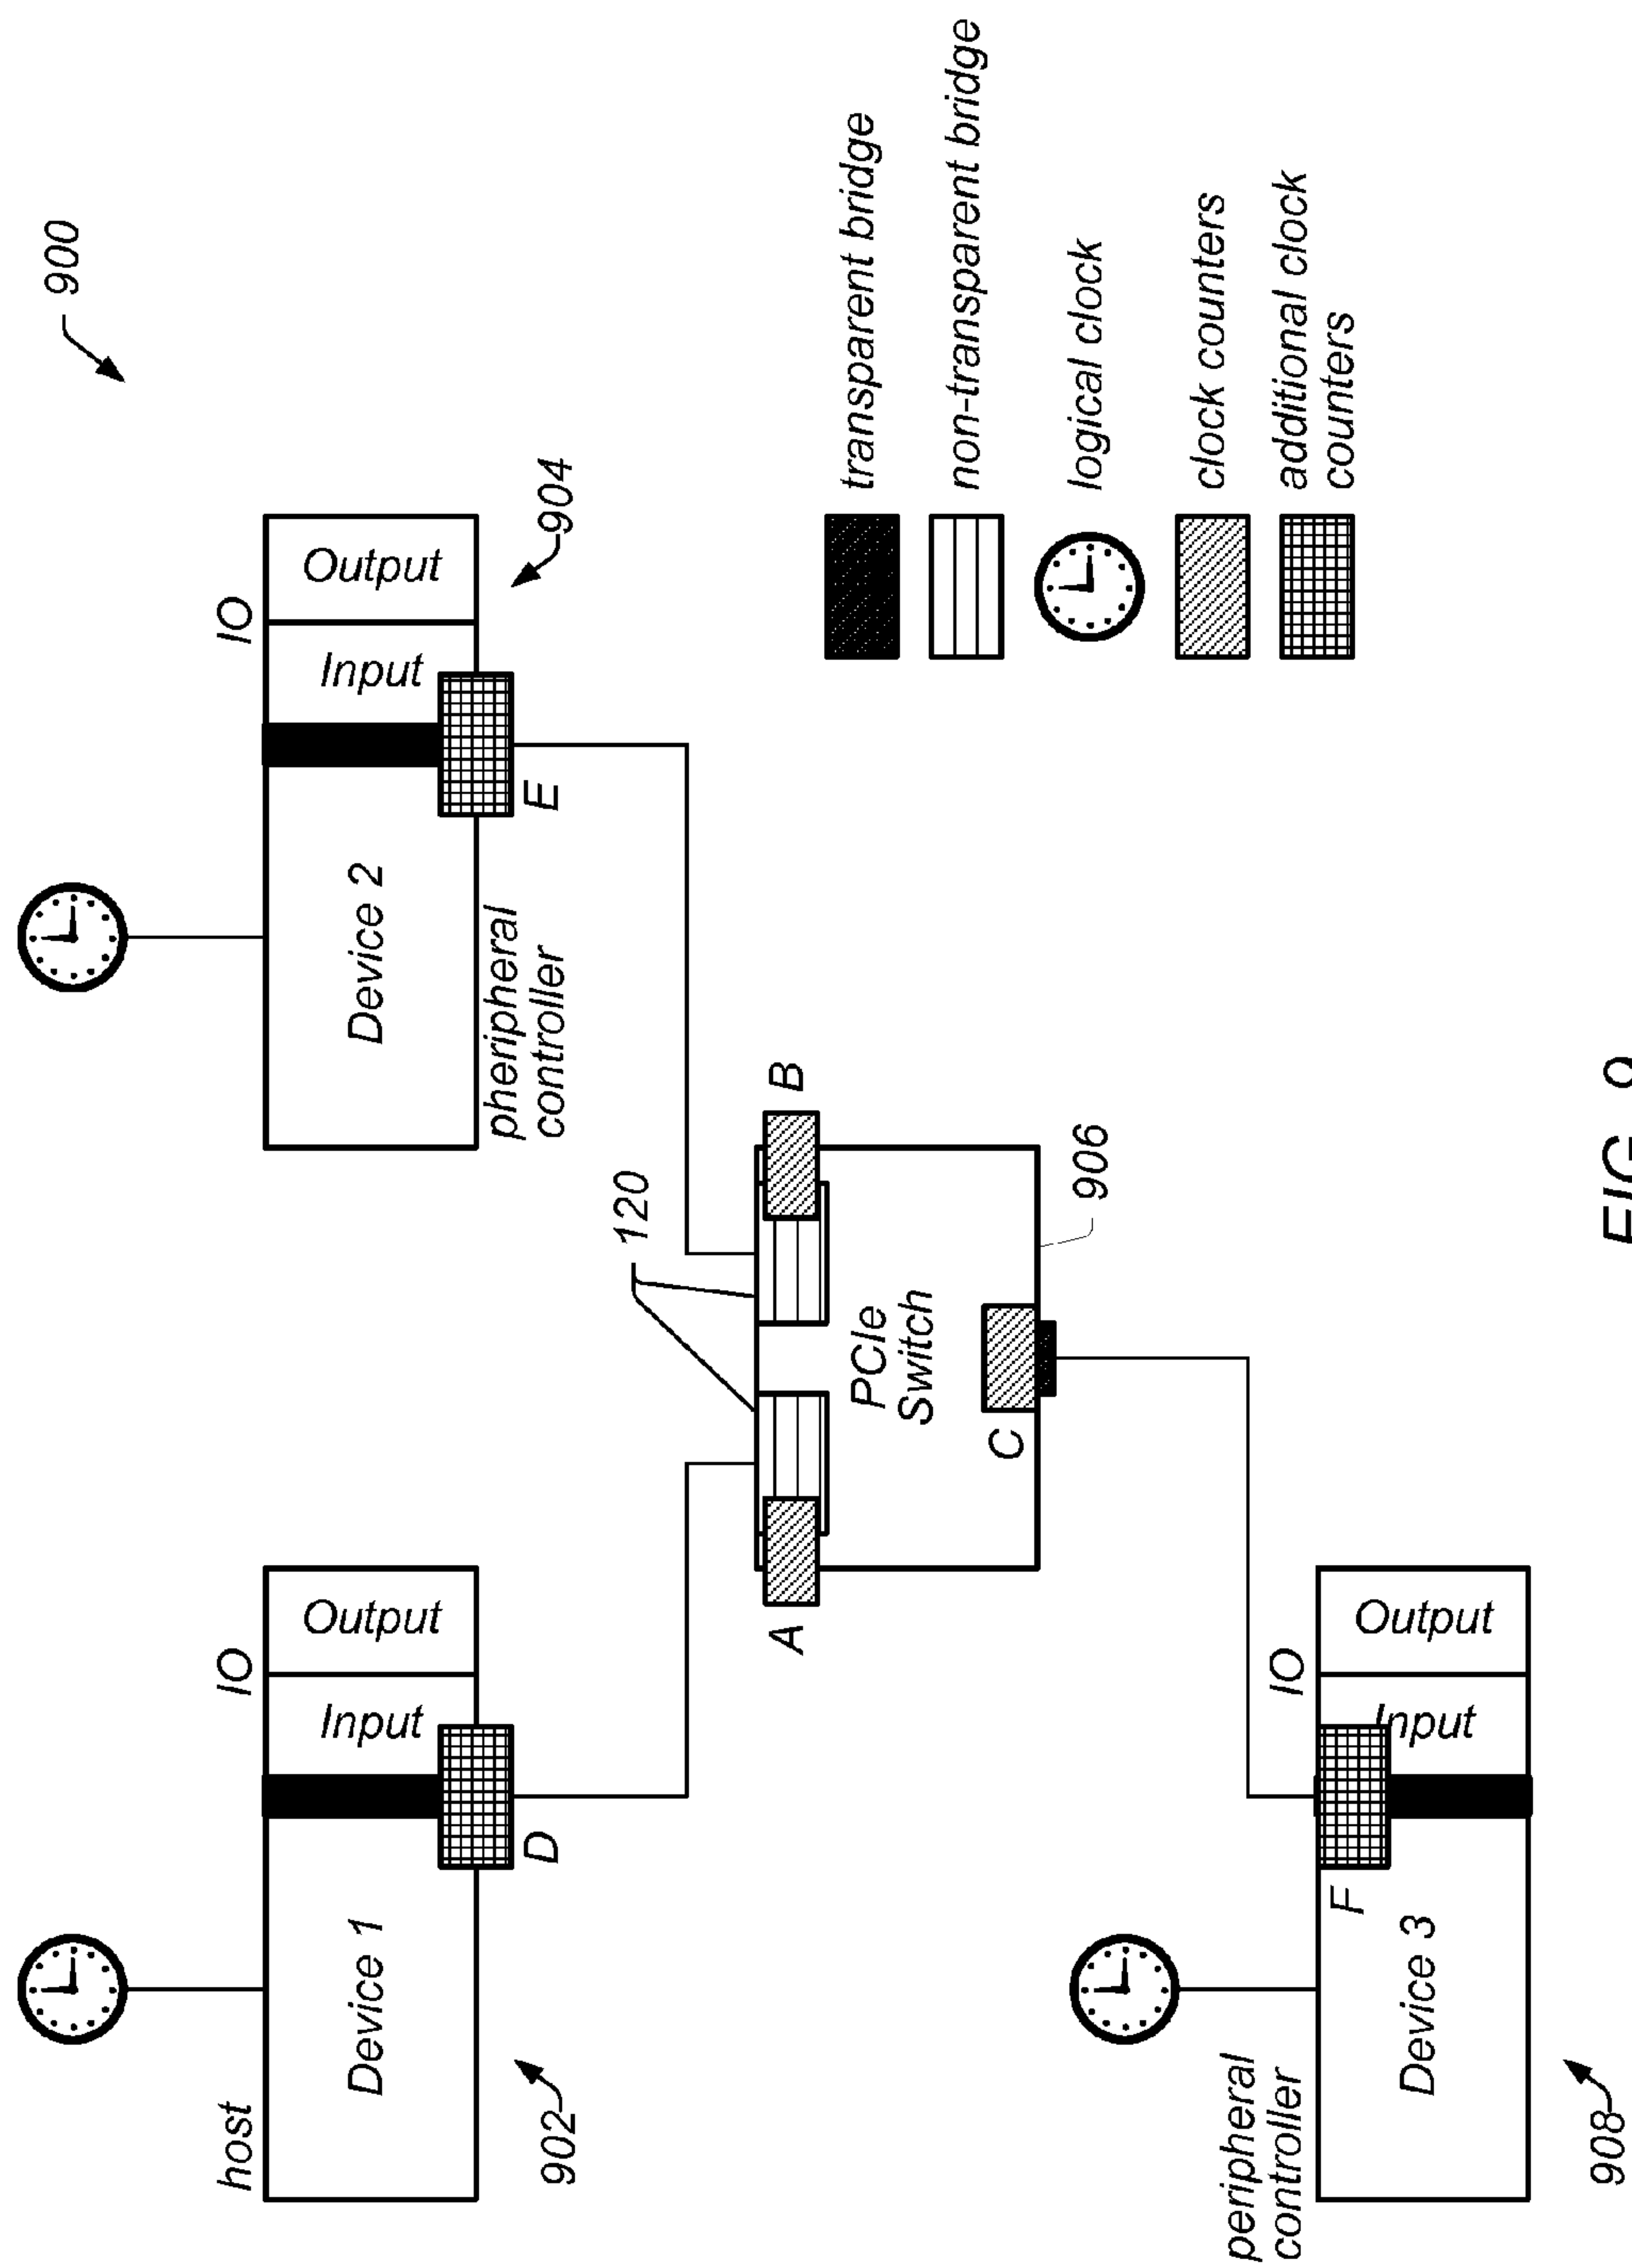 900
host
Device 1
IO
Input
Output
D
902
Device 2
IO
Input
Output
E
pheripheral
controller
904
120
A
B
PCIe
Switch
C
906
peripheral
controller
Device 3
IO
Input
Output
F
908
transparent bridge
non-transparent bridge
logical clock
clock counters
additional clock
counters